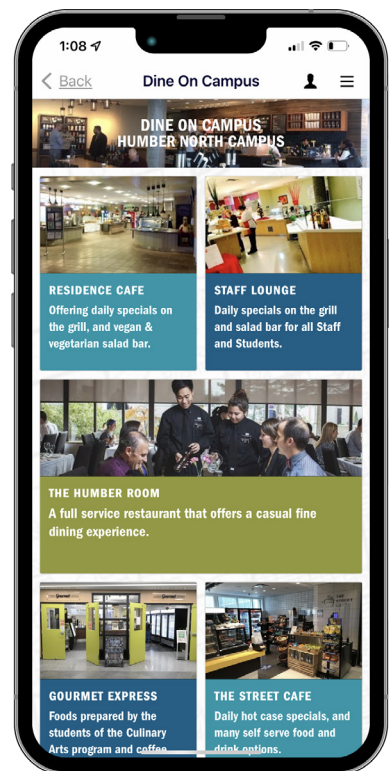 1:08
Back
Dine On Campus
DINE ON CAMPUS
HUMBER NORTH CAMPUS
RESIDENCE CAFE
Offering daily specials on
the grill, and vegan &
vegetarian salad bar.
STAFF LOUNGE
Daily specials on the grill
and salad bar for all Staff
and Students.
THE HUMBER ROOM
A full service restaurant that offers a casual fine
dining experience.
GOURMET EXPRESS
Foods prepared by the
students of the Culinary
Arts program and coffee
THE STREET CAFE
Daily hot case specials, and
many self serve food and
drink options.